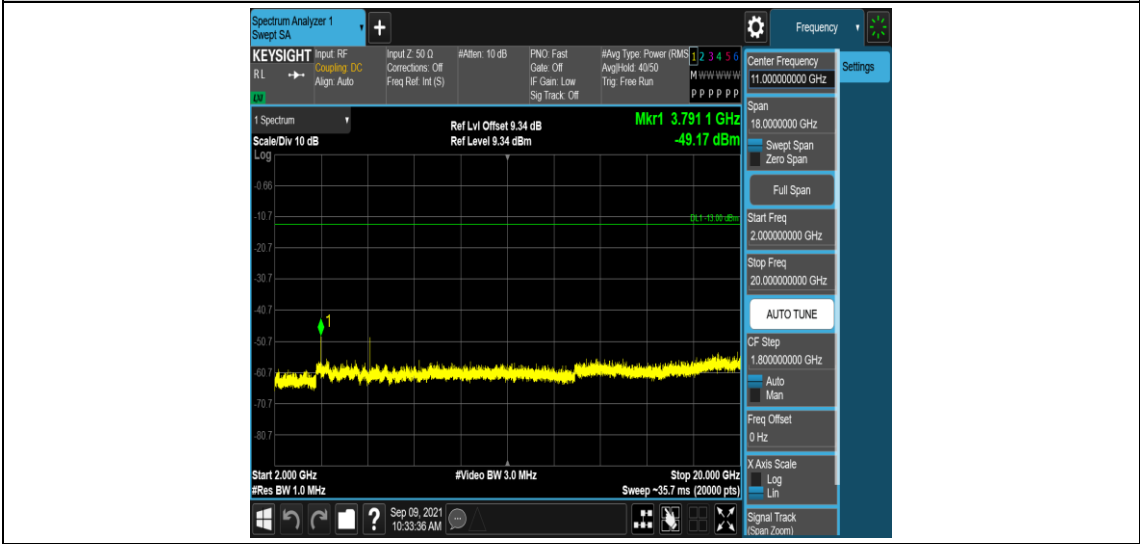 Spectrum Analyzer 1
Swept SA
+
Frequency
KEYSIGHT
RL
LXI
Input: RF
Coupling: DC
Align: Auto
Input Z: 50 Ω
Corrections: Off
Freq Ref: Int (S)
#Atten: 10 dB
PNO: Fast
Gate: Off
IF Gain: Low
Sig Track: Off
#Avg Type: Power (RMS
Avg|Hold: 40/50
Trig: Free Run
1 2 3 4 5 6
M W W W W W
P P P P P P
1 Spectrum
Scale/Div 10 dB
Log
Ref Lvl Offset 9.34 dB
Ref Level 9.34 dBm
Mkr1 3.791 1 GHz
-49.17 dBm
-0.66
-10.7
DL1 -13.00 dBm
-20.7
-30.7
-40.7
1
-50.7
-60.7
-70.7
-80.7
Start 2.000 GHz
#Video BW 3.0 MHz
Stop 20.000 GHz
#Res BW 1.0 MHz
Sweep ~35.7 ms (20000 pts)
Center Frequency
11.000000000 GHz
Settings
Span
18.0000000 GHz
Swept Span
Zero Span
Full Span
Start Freq
2.000000000 GHz
Stop Freq
20.000000000 GHz
AUTO TUNE
CF Step
1.800000000 GHz
Auto
Man
Freq Offset
0 Hz
X Axis Scale
Log
Lin
Signal Track
(Span Zoom)
?
Sep 09, 2021
10:33:36 AM